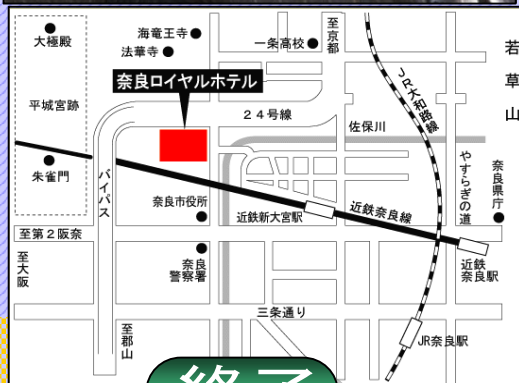 大極殿
海竜王寺
法華寺
至京都
一条高校
若草山
奈良ロイヤルホテル
JR大和路線
平城宮跡
24号線
佐保川
朱雀門
バイパス
やすらぎの道
奈良県庁
奈良市役所
近鉄新大宮駅
近鉄奈良線
至第2阪奈
至大阪
奈良
警察署
近鉄
奈良駅
三条通り
至郡山
JR奈良駅
終了